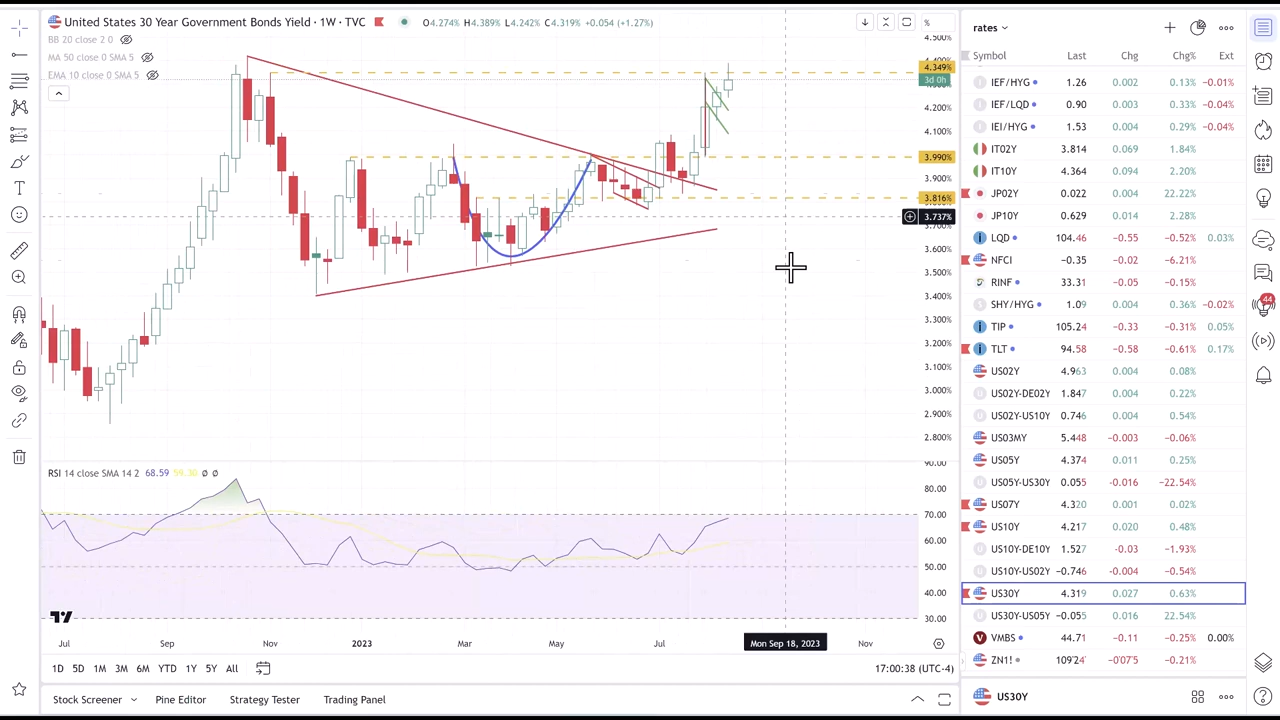 United States 30 Year Government Bonds Yield · 1W · TVC O4.274% H4.389% L4.242% C4.319% +0.054 (+1.27%)
BB 20 close 2 0
MA 50 close 0 SMA 5
EMA 10 close 0 SMA 5
%
4.500%
4.349%
3d 0h
4.200%
4.100%
3.990%
3.900%
3.816%
3.737%
3.600%
3.500%
3.400%
3.300%
3.200%
3.100%
3.000%
2.900%
2.800%
RSI 14 close SMA 14 2 68.59 59.30 Ø Ø
90.00
80.00
70.00
60.00
50.00
40.00
30.00
Jul Sep Nov 2023 Mar May Jul Mon Sep 18, 2023 Nov
1D 5D 1M 3M 6M YTD 1Y 5Y All 17:00:38 (UTC-4)
Stock Screener Pine Editor Strategy Tester Trading Panel
rates
Symbol Last Chg Chg% Ext
IEF/HYG 1.26 0.002 0.13% −0.01%
IEF/LQD 0.90 0.003 0.33% −0.04%
IEI/HYG 1.53 0.004 0.29% −0.04%
IT02Y 3.814 0.069 1.84%
IT10Y 4.364 0.094 2.20%
JP02Y 0.022 0.004 22.22%
JP10Y 0.629 0.014 2.28%
LQD 104.46 −0.55 −0.52% 0.03%
NFCI −0.35 −0.02 −6.21%
RINF 33.31 −0.05 −0.15%
SHY/HYG 1.09 0.004 0.36% −0.02%
TIP 105.24 −0.33 −0.31% 0.05%
TLT 94.58 −0.58 −0.61% 0.17%
US02Y 4.963 0.004 0.08%
US02Y-DE02Y 1.847 0.004 0.22%
US02Y-US10Y 0.746 0.004 0.54%
US03MY 5.448 −0.003 −0.06%
US05Y 4.374 0.011 0.25%
US05Y-US30Y 0.055 −0.016 −22.54%
US07Y 4.320 0.001 0.02%
US10Y 4.217 0.020 0.48%
US10Y-DE10Y 1.527 −0.03 −1.93%
US10Y-US02Y −0.746 −0.004 −0.54%
US30Y 4.319 0.027 0.63%
US30Y-US05Y −0.055 0.016 22.54%
VMBS 44.71 −0.11 −0.25% 0.00%
ZN1! 109'24' −0'07'5 −0.21%
US30Y
44